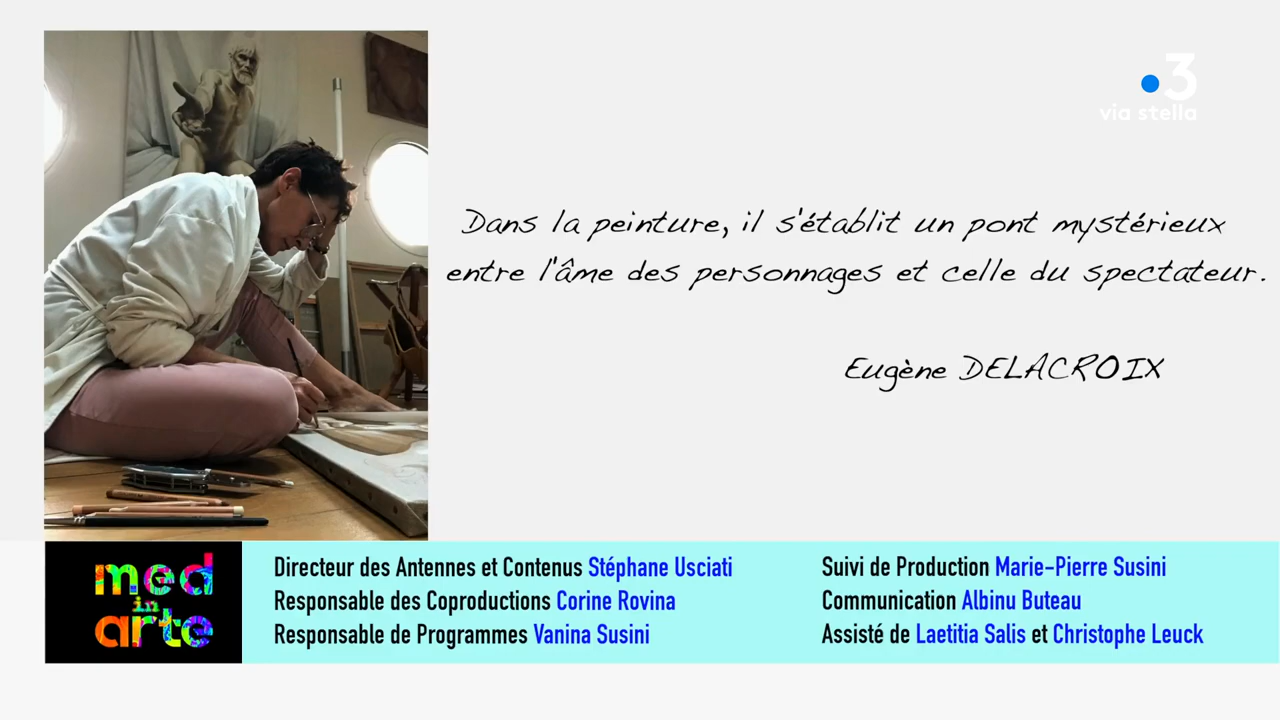 3
via stella
Dans la peinture, il s'établit un pont mystérieux
entre l'âme des personnages et celle du spectateur.
Eugène DELACROIX
med
in
arte
Directeur des Antennes et Contenus Stéphane Usciati
Responsable des Coproductions Corine Rovina
Responsable de Programmes Vanina Susini
Suivi de Production Marie-Pierre Susini
Communication Albinu Buteau
Assisté de Laetitia Salis et Christophe Leuck